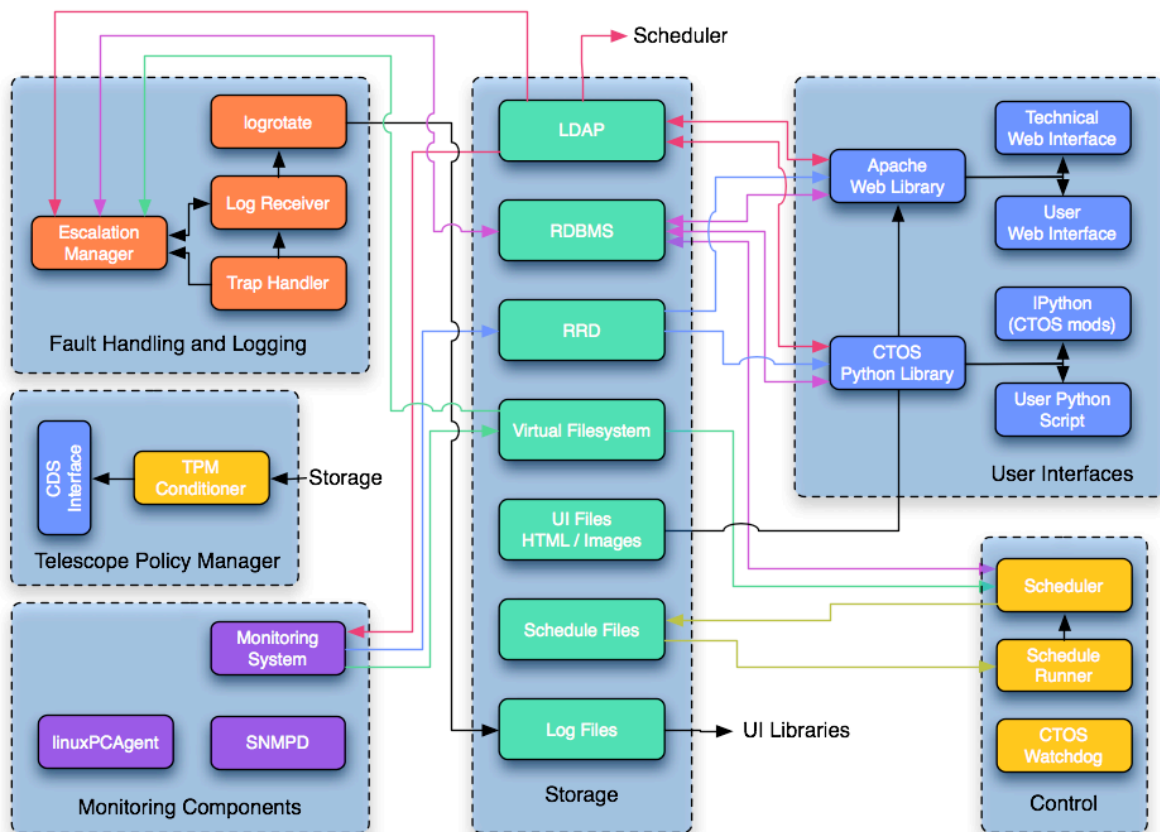 Scheduler
logrotate
Log Receiver
Escalation
Manager
Trap Handler
Fault Handling and Logging
CDS
Interface
TPM
Conditioner
Storage
Telescope Policy Manager
Monitoring
System
linuxPCAgent
SNMPD
Monitoring Components
LDAP
RDBMS
RRD
Virtual Filesystem
UI Files
HTML / Images
Schedule Files
Log Files
Storage
UI Libraries
Technical
Web Interface
Apache
Web Library
User
Web Interface
IPython
(CTOS mods)
CTOS
Python Library
User Python
Script
User Interfaces
Scheduler
Schedule
Runner
CTOS
Watchdog
Control